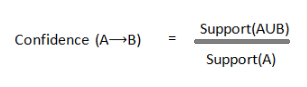 Confidence (A⟶B) = Support(AUB)
Support(A)